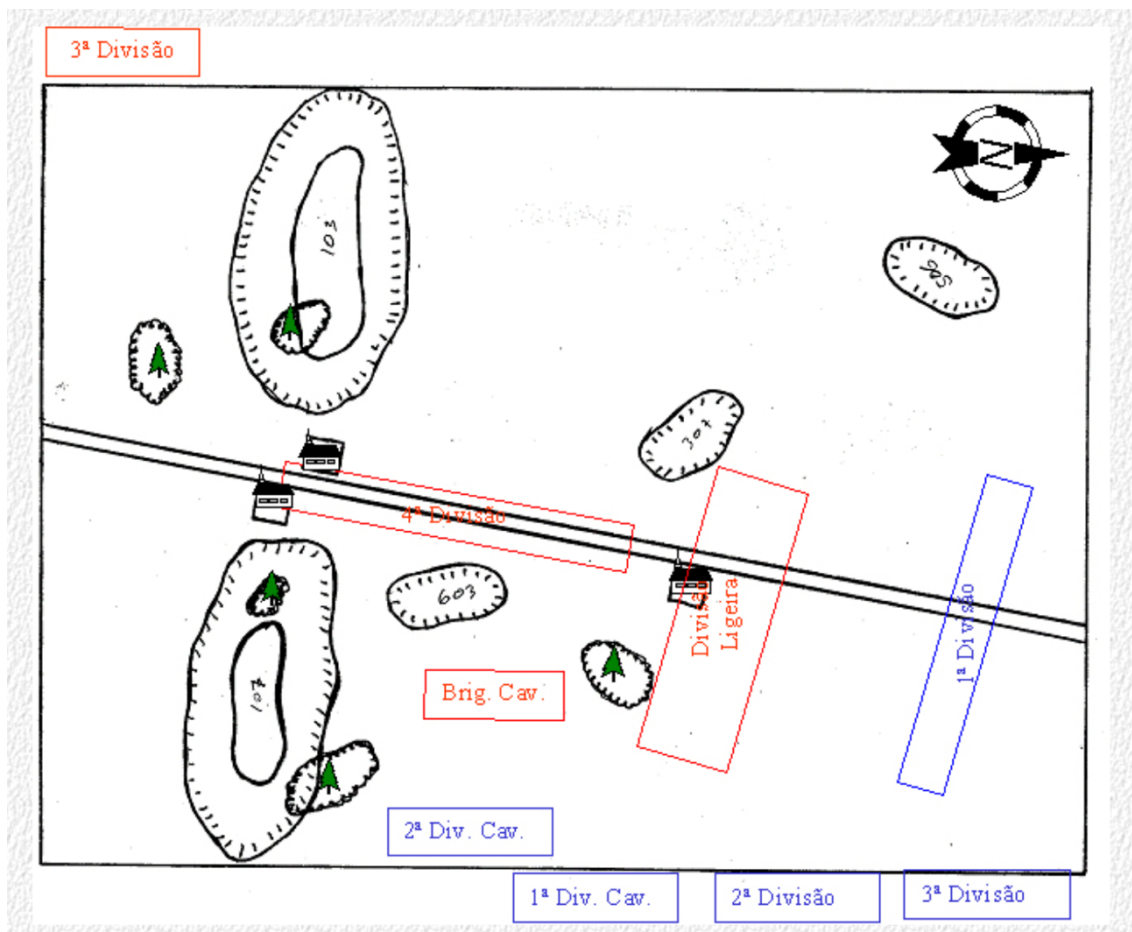 3ª Divisão
N
103
506
307
4ª Divisão
603
Divisão
Ligeira
1ª Divisão
107
Brig. Cav.
2ª Div. Cav.
1ª Div. Cav.
2ª Divisão
3ª Divisão